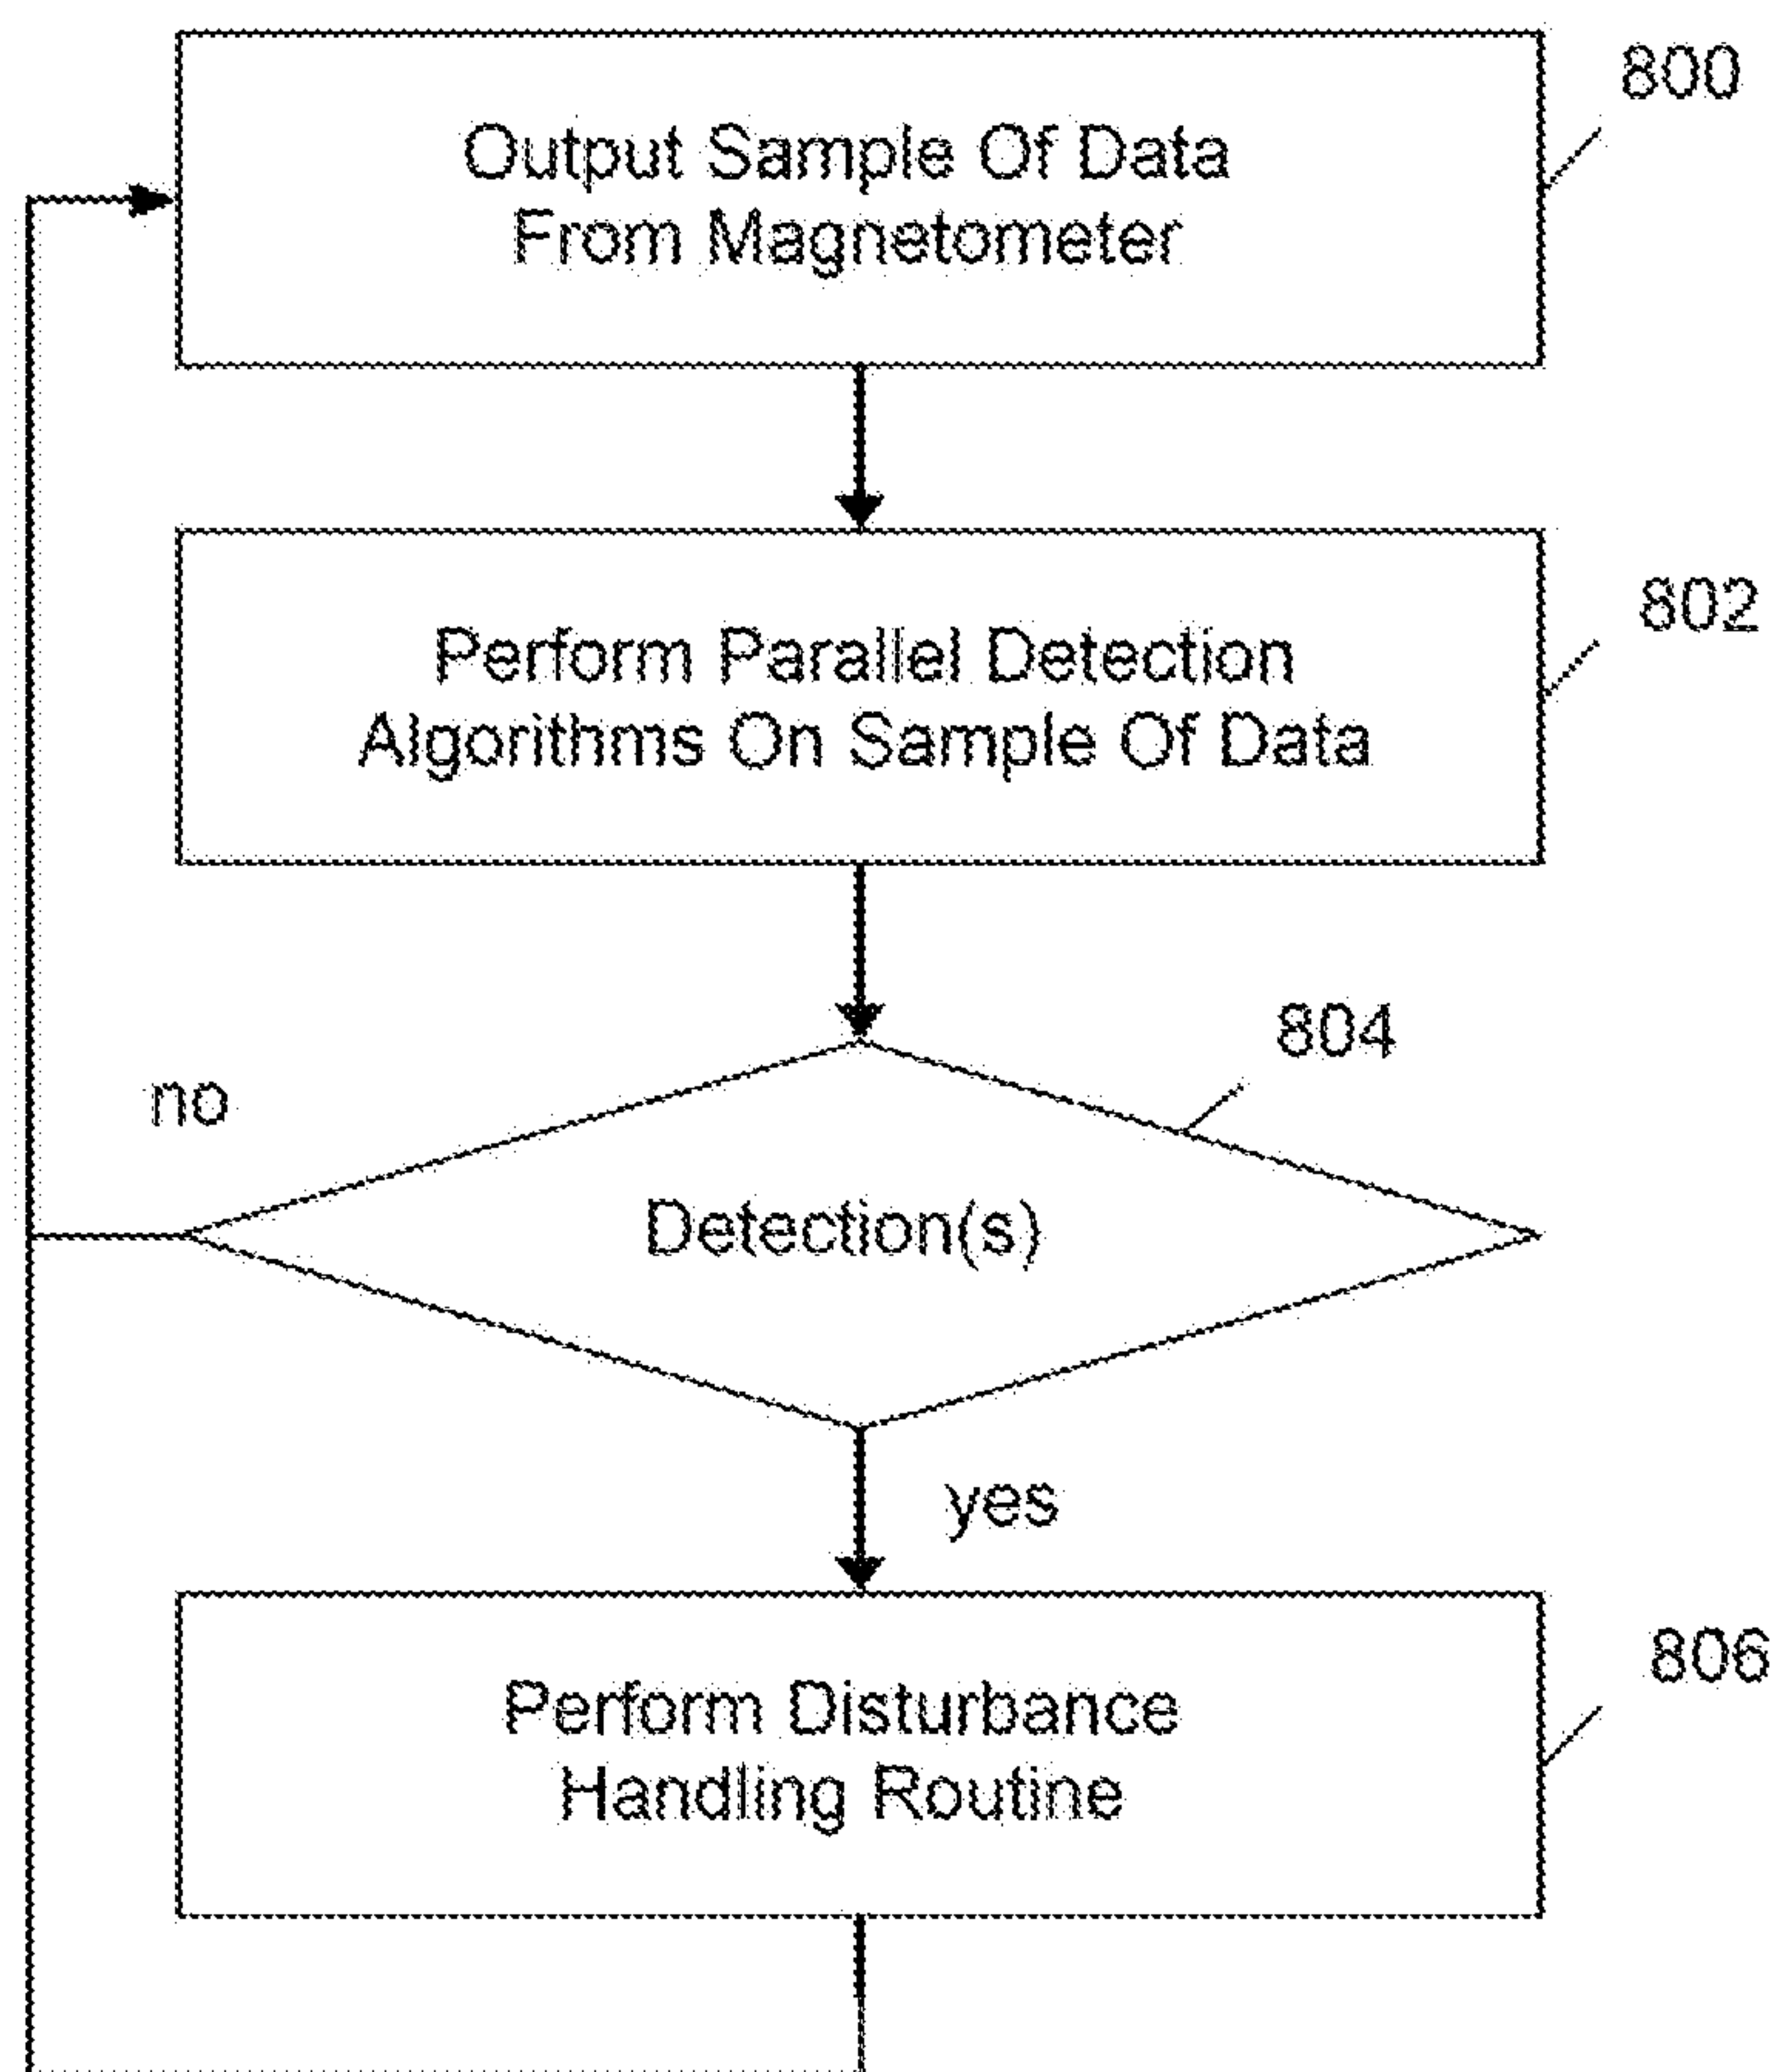 800
Output Sample Of Data
From Magnetometer
802
Perform Parallel Detection
Algorithms On Sample Of Data
804
no
Detection(s)
yes
806
Perform Disturbance
Handling Routine